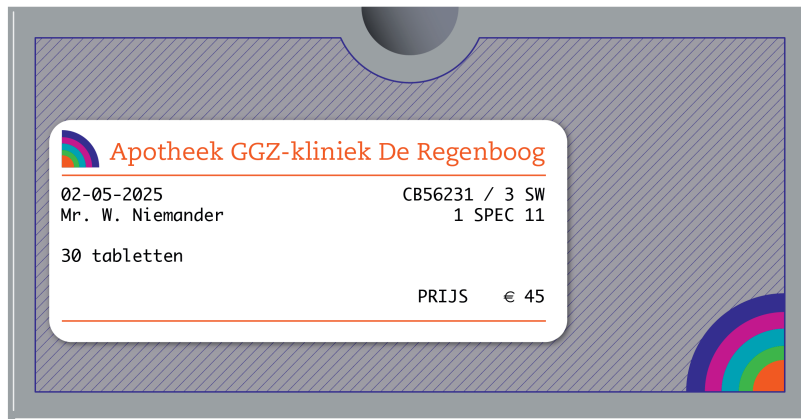 Apotheek GGZ-kliniek De Regenboog
02-05-2025 CB56231 / 3 SW
Mr. W. Niemander 1 SPEC 11
30 tabletten
PRIJS € 45